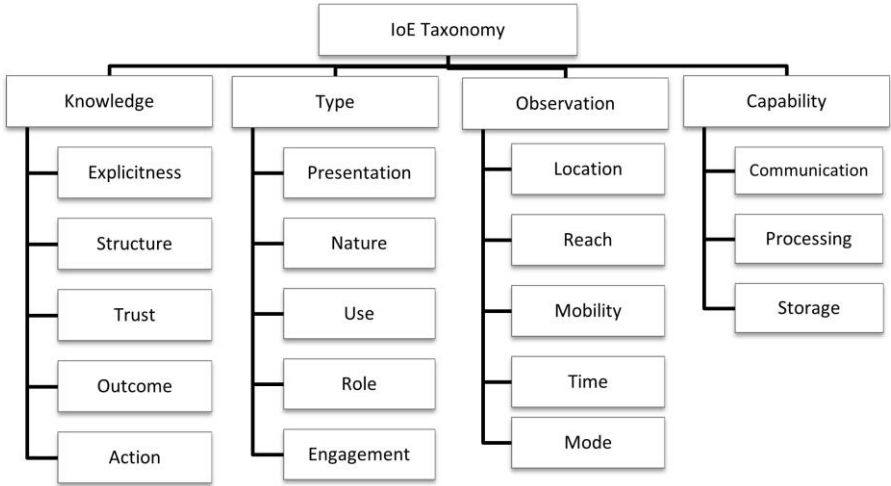 IoE Taxonomy
Knowledge
Explicitness
Structure
Trust
Outcome
Action
Type
Presentation
Nature
Use
Role
Engagement
Observation
Location
Reach
Mobility
Time
Mode
Capability
Communication
Processing
Storage